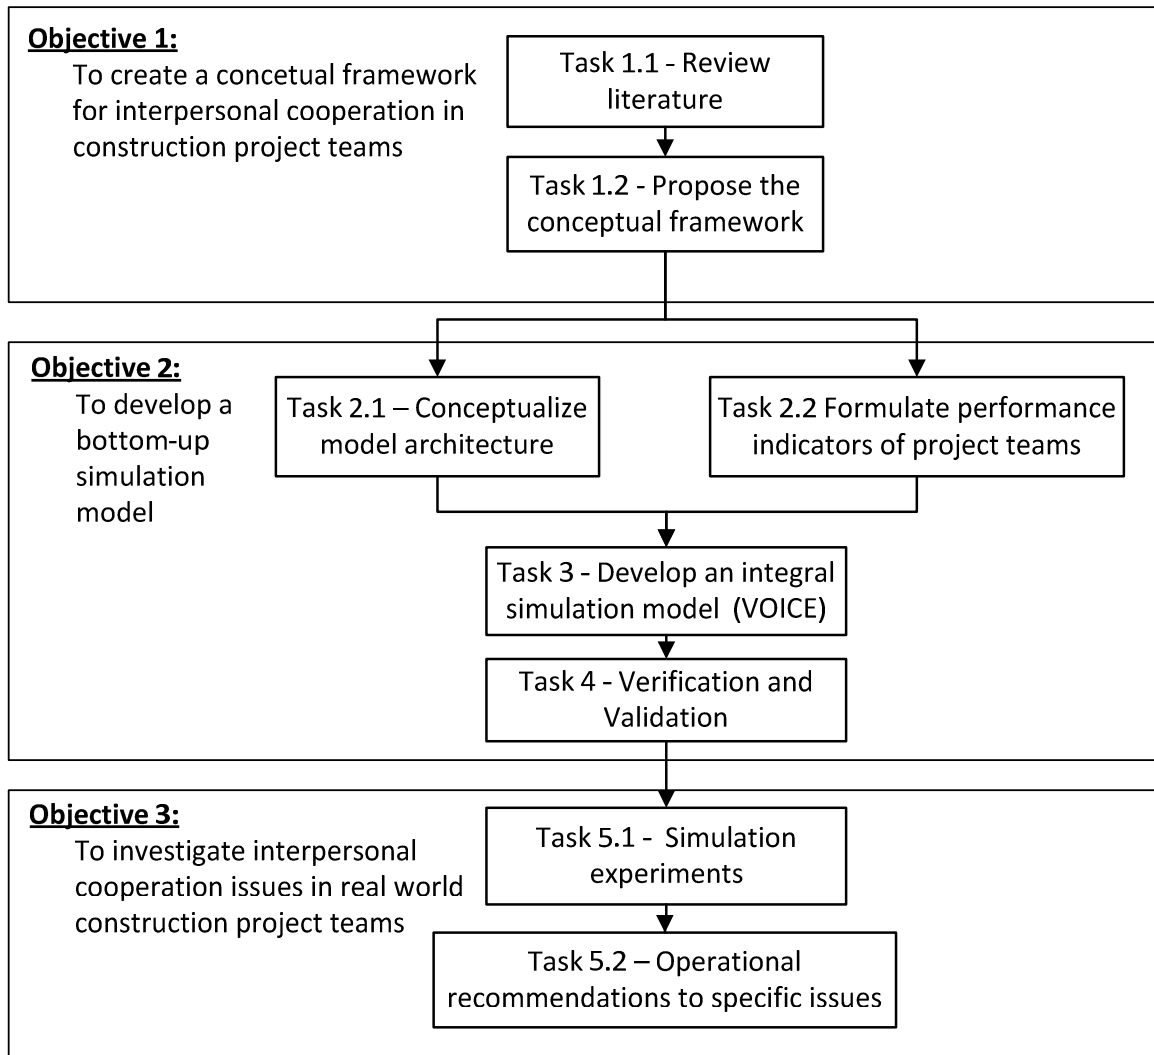 Objective 1:
To create a concetual framework
for interpersonal cooperation in
construction project teams
Task 1.1 - Review
literature
Task 1.2 - Propose the
conceptual framework
Objective 2:
To develop a
bottom-up
simulation
model
Task 2.1 – Conceptualize
model architecture
Task 2.2 Formulate performance
indicators of project teams
Task 3 - Develop an integral
simulation model (VOICE)
Task 4 - Verification and
Validation
Objective 3:
To investigate interpersonal
cooperation issues in real world
construction project teams
Task 5.1 - Simulation
experiments
Task 5.2 – Operational
recommendations to specific issues